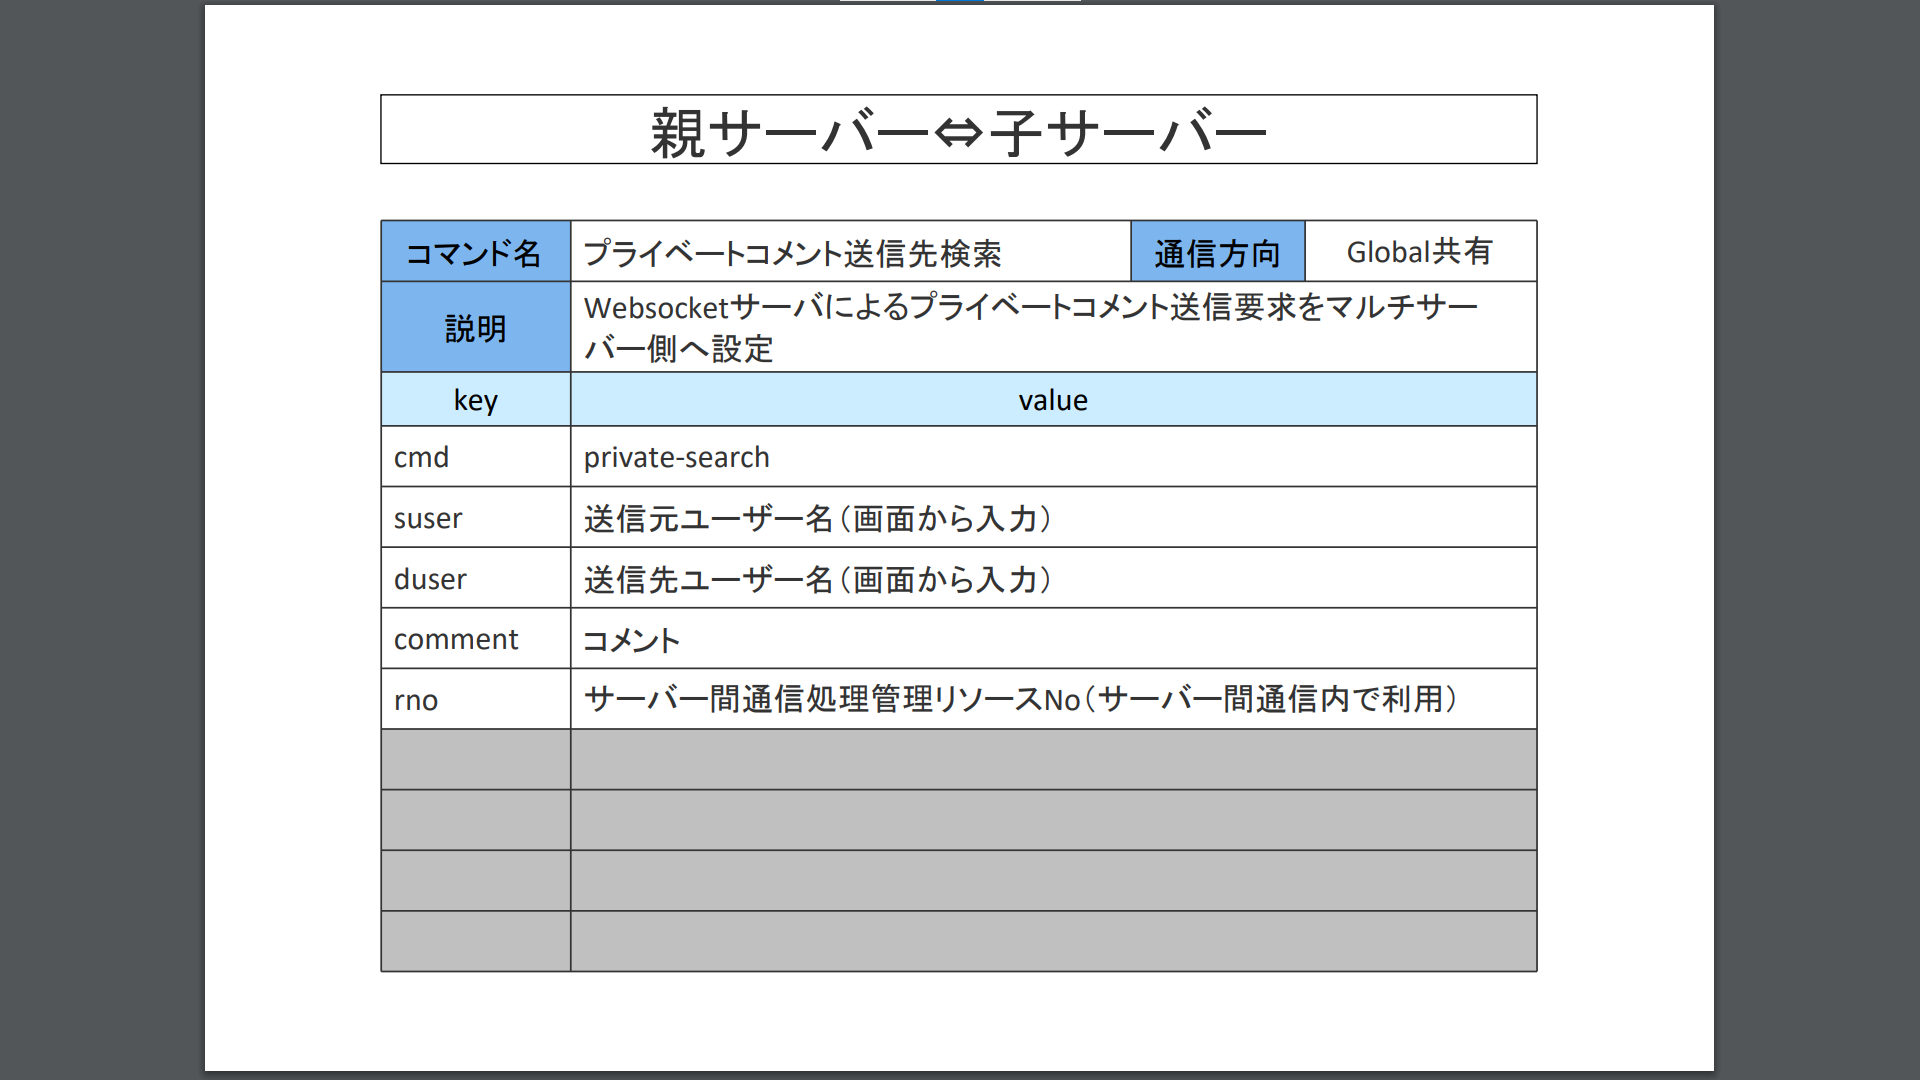 親サーバー⇔子サーバー
コマンド名 プライベートコメント送信先検索 通信方向 Global共有
説明 Websocketサーバによるプライベートコメント送信要求をマルチサー
バー側へ設定
key value
cmd private-search
suser 送信元ユーザー名（画面から入力）
duser 送信先ユーザー名（画面から入力）
comment コメント
rno サーバー間通信処理管理リソースNo（サーバー間通信内で利用）